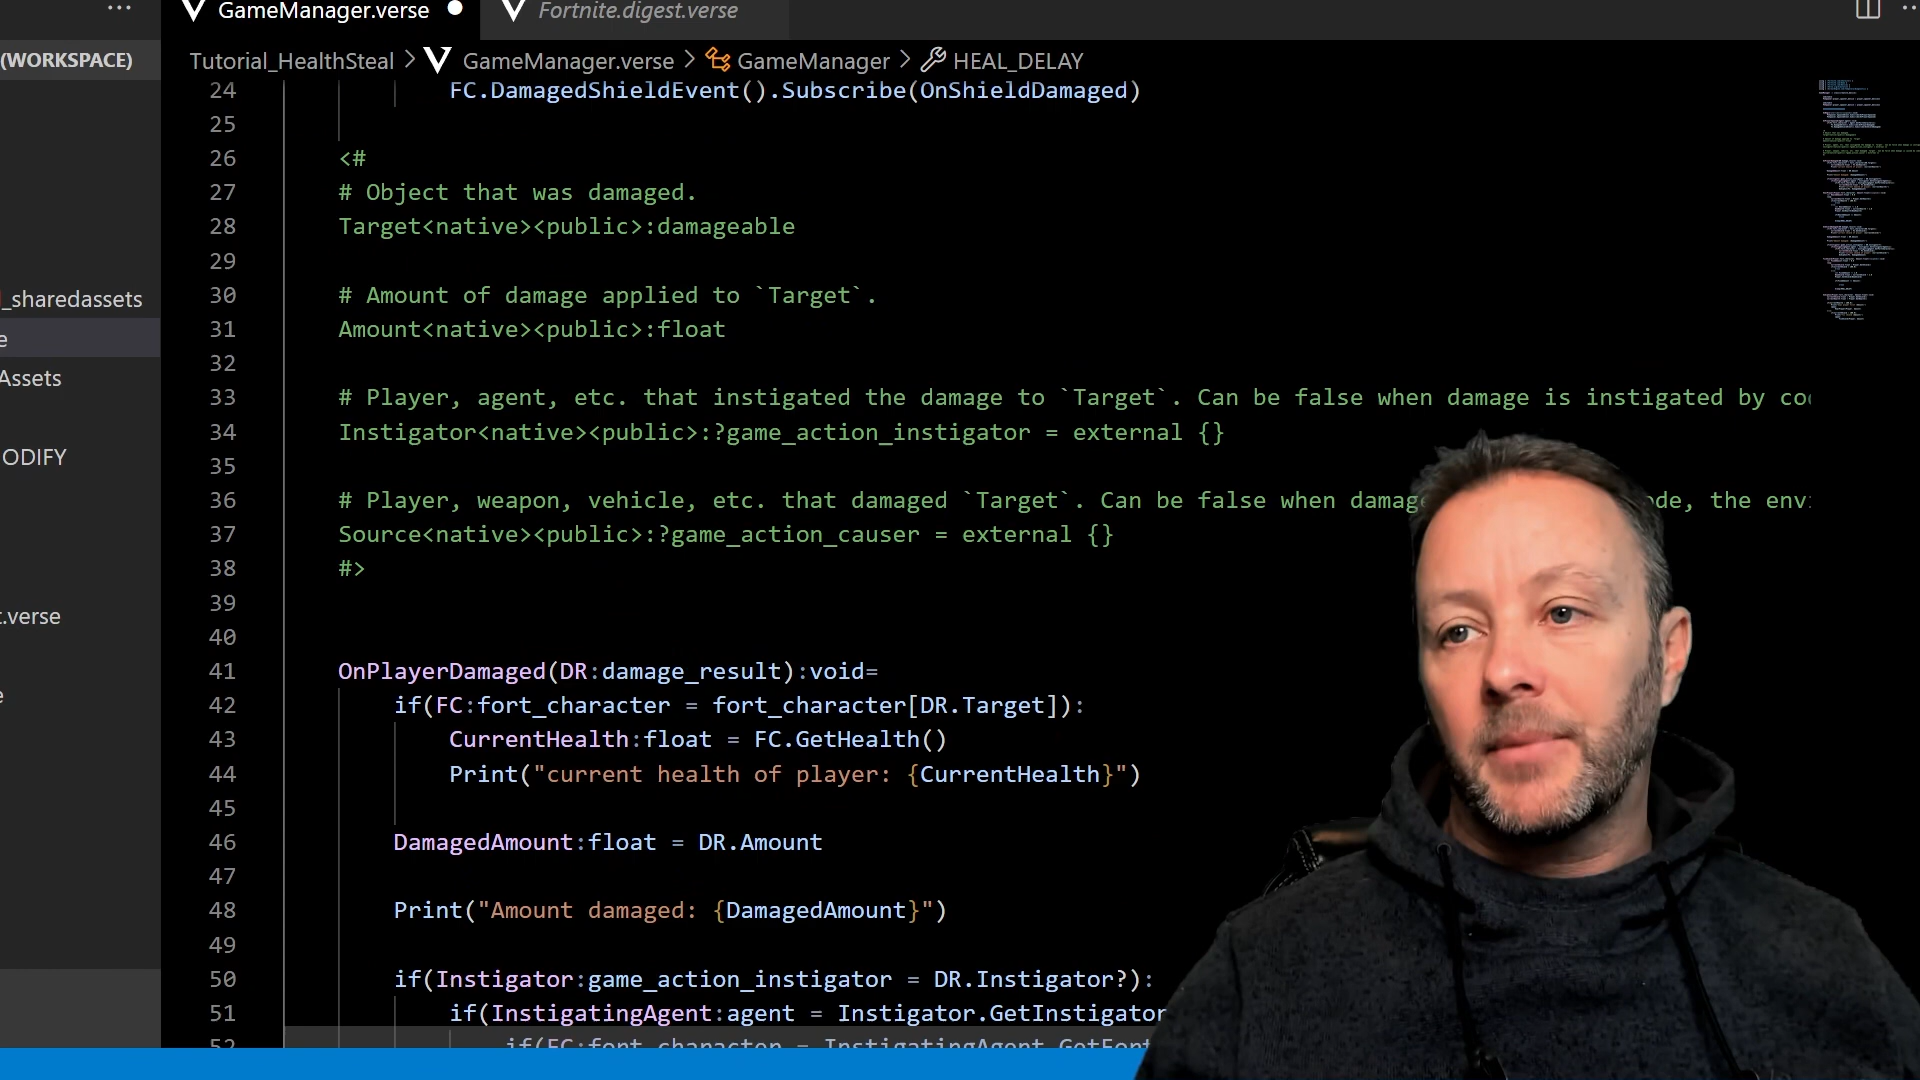 GameManager.verse
Fortnite.digest.verse
(WORKSPACE)
Tutorial_HealthSteal > GameManager.verse > GameManager > HEAL_DELAY
24 FC.DamagedShieldEvent().Subscribe(OnShieldDamaged)
25
26 <#
27 # Object that was damaged.
28 Target<native><public>:damageable
29
_sharedassets
30 # Amount of damage applied to `Target`.
31 Amount<native><public>:float
32
Assets
33 # Player, agent, etc. that instigated the damage to `Target`. Can be false when damage is instigated by
34 Instigator<native><public>:?game_action_instigator = external {}
ODIFY
35
36 # Player, weapon, vehicle, etc. that damaged `Target`. Can be false when the
37 Source<native><public>:?game_action_causer = external {}
38 #>
39
.verse
40
41 OnPlayerDamaged(DR:damage_result):void=
42 if(FC:fort_character = fort_character[DR.Target]):
43 CurrentHealth:float = FC.GetHealth()
44 Print("current health of player: {CurrentHealth}")
45
46 DamagedAmount:float = DR.Amount
47
48 Print("Amount damaged: {DamagedAmount}")
49
50 if(Instigator:game_action_instigator = DR.Instigator?):
51 if(InstigatingAgent:agent = Instigator.GetInstigator
52 if(FC:fort_character = InstigatingAgent.GetFort